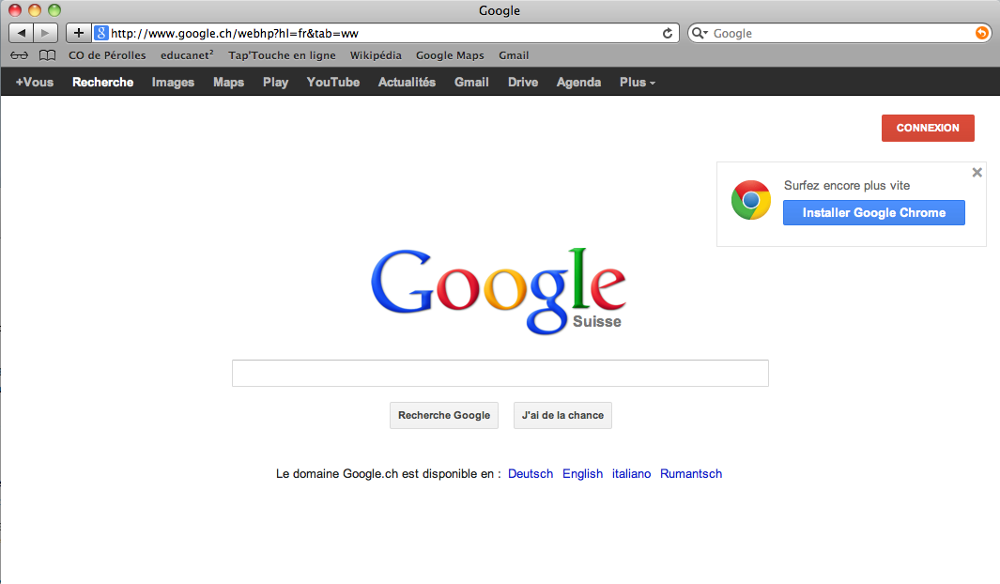 Google
http://www.google.ch/webhp?hl=fr&tab=ww
Google
CO de Pérolles educanet² Tap'Touche en ligne Wikipédia Google Maps Gmail
+Vous Recherche Images Maps Play YouTube Actualités Gmail Drive Agenda Plus
CONNEXION
Surfez encore plus vite
Installer Google Chrome
Google
Suisse
Recherche Google J'ai de la chance
Le domaine Google.ch est disponible en : Deutsch English italiano Rumantsch